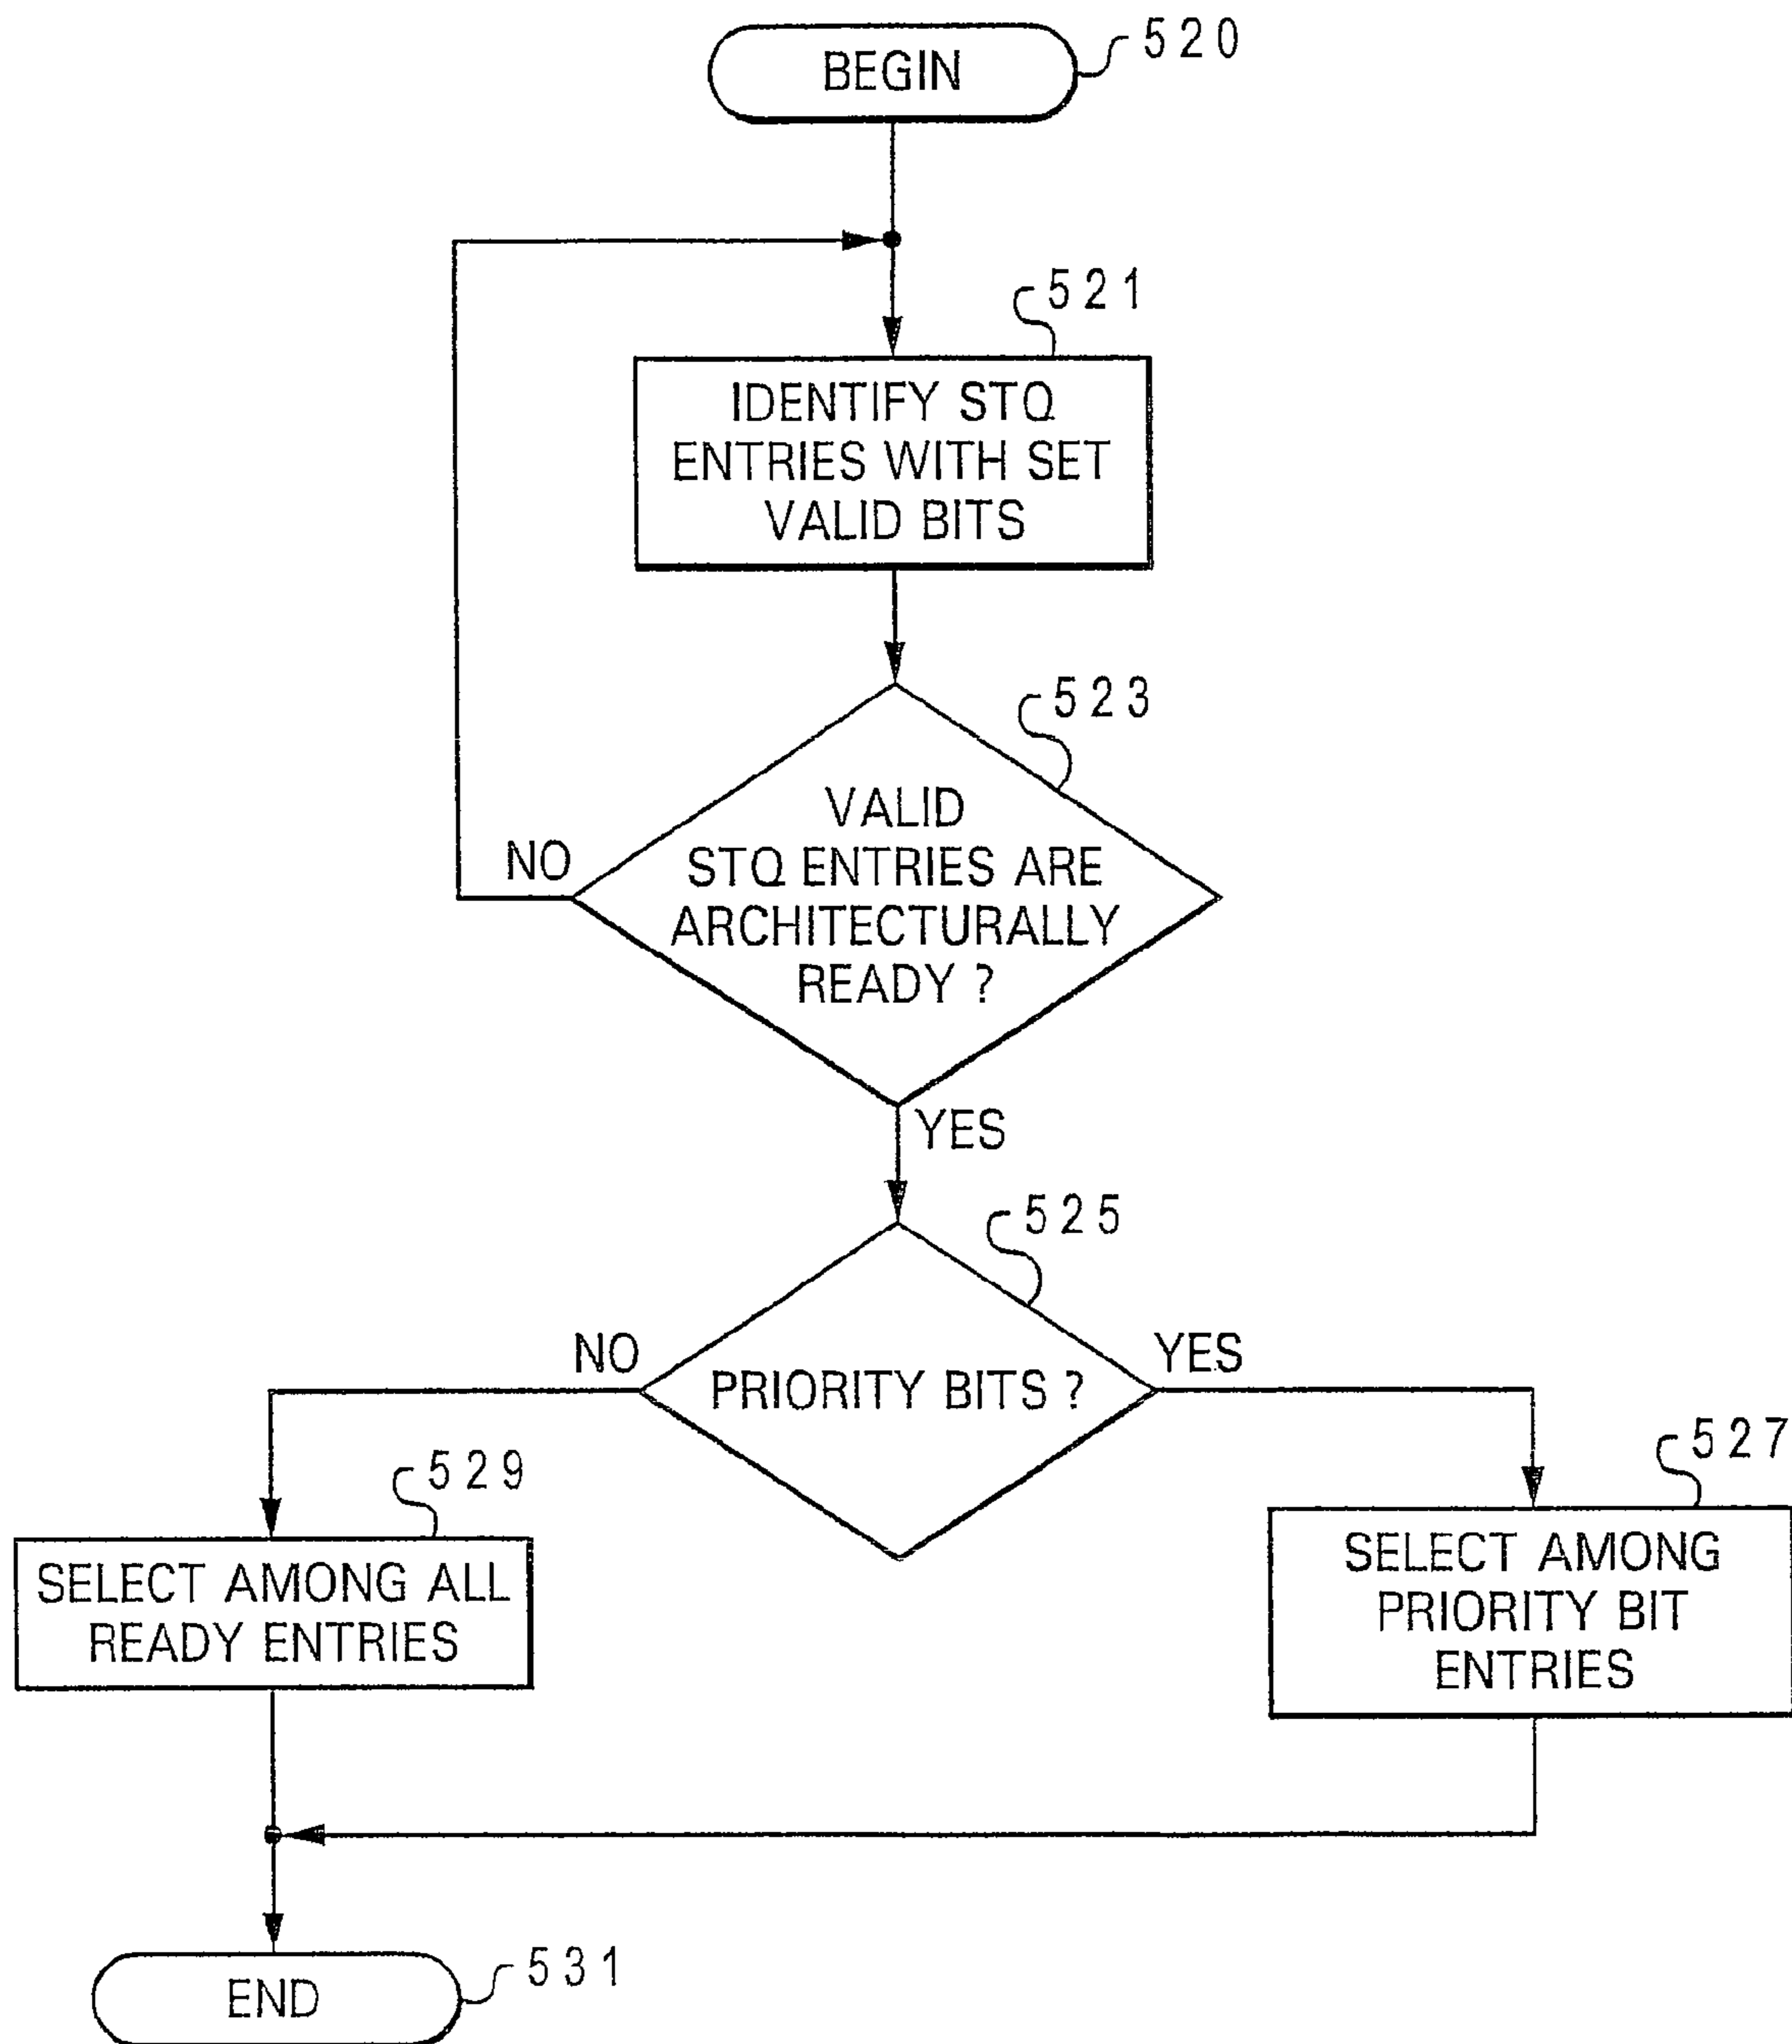 BEGIN
520
521
IDENTIFY STQ
ENTRIES WITH SET
VALID BITS
523
VALID
STQ ENTRIES ARE
ARCHITECTURALLY
READY ?
NO
YES
525
PRIORITY BITS ?
NO
YES
529
SELECT AMONG ALL
READY ENTRIES
527
SELECT AMONG
PRIORITY BIT
ENTRIES
END
531